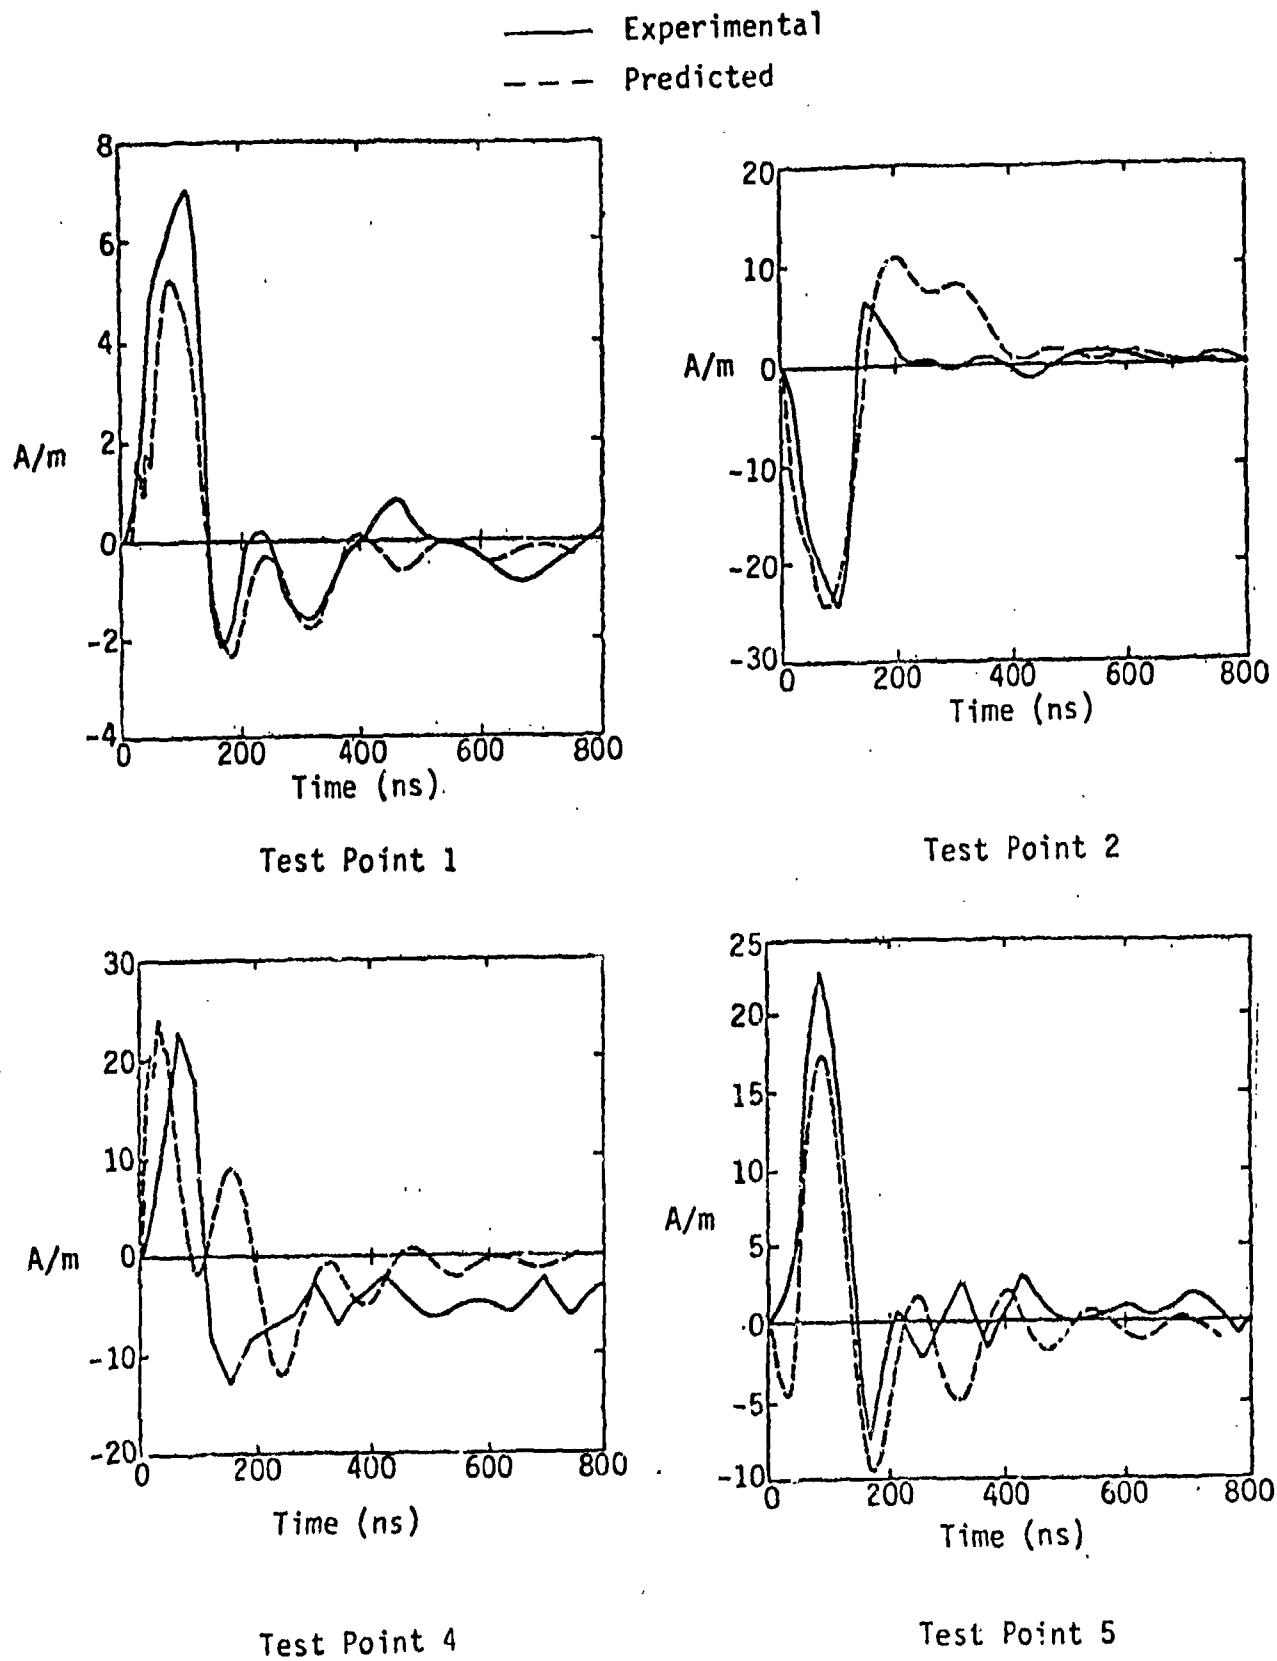 Experimental
Predicted
8
6
4
2
0
-2
-4
A/m
0 200 400 600 800
Time (ns)
Test Point 1
20
10
0
-10
-20
-30
A/m
0 200 400 600 800
Time (ns)
Test Point 2
30
20
10
0
-10
-20
A/m
0 200 400 600 800
Time (ns)
Test Point 4
25
20
15
10
5
0
-5
-10
A/m
0 200 400 600 800
Time (ns)
Test Point 5